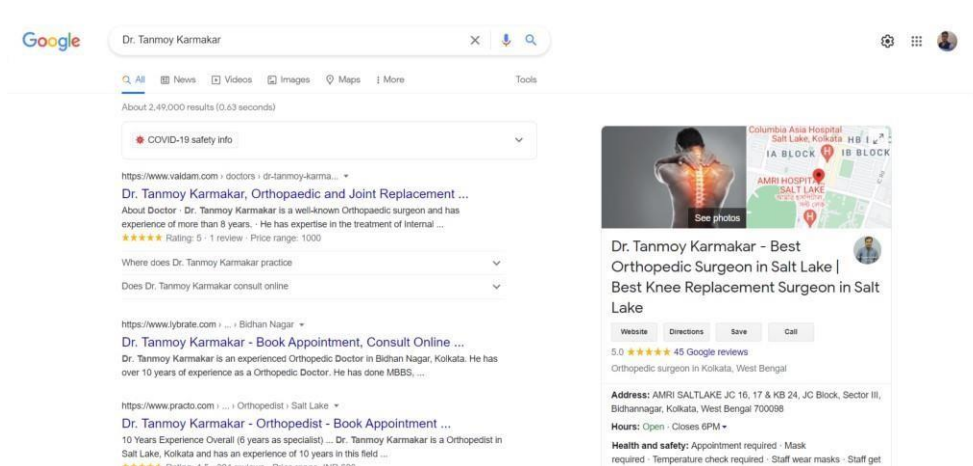 Google
Dr. Tanmoy Karmakar
All News Videos Images Maps More Tools
About 2,49,000 results (0.63 seconds)
COVID-19 safety info
https://www.vaidam.com › doctors › dr-tanmoy-karma...
Dr. Tanmoy Karmakar, Orthopaedic and Joint Replacement ...
About Doctor · Dr. Tanmoy Karmakar is a well-known Orthopaedic surgeon and has
experience of more than 8 years. · He has expertise in the treatment of Internal ...
Rating: 5 · 1 review · Price range: 1000
Where does Dr. Tanmoy Karmakar practice
Does Dr. Tanmoy Karmakar consult online
https://www.lybrate.com › ... › Bidhan Nagar
Dr. Tanmoy Karmakar - Book Appointment, Consult Online ...
Dr. Tanmoy Karmakar is an experienced Orthopedic Doctor in Bidhan Nagar, Kolkata. He has
over 10 years of experience as a Orthopedic Doctor. He has done MBBS, ...
https://www.practo.com › ... › Orthopedist › Salt Lake
Dr. Tanmoy Karmakar - Orthopedist - Book Appointment ...
10 Years Experience Overall (6 years as specialist) ... Dr. Tanmoy Karmakar is a Orthopedist in
Salt Lake, Kolkata and has an experience of 10 years in this field ...
Columbia Asia Hospital
Salt Lake, Kolkata HB
IA BLOCK IB BLOCK
AMRI HOSPIT
SALT LAKE
See photos
Dr. Tanmoy Karmakar - Best
Orthopedic Surgeon in Salt Lake |
Best Knee Replacement Surgeon in Salt
Lake
Website Directions Save Call
5.0 45 Google reviews
Orthopedic surgeon in Kolkata, West Bengal
Address: AMRI SALTLAKE JC 16, 17 & KB 24, JC Block, Sector III,
Bidhannagar, Kolkata, West Bengal 700098
Hours: Open · Closes 6PM
Health and safety: Appointment required · Mask
required · Temperature check required · Staff wear masks · Staff get